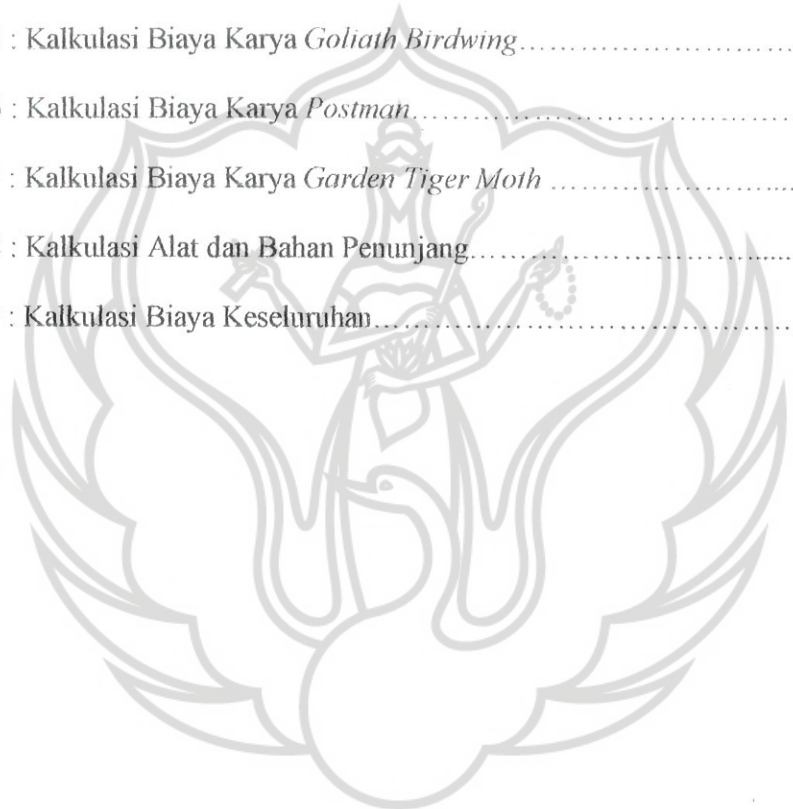 : Kalkulasi Biaya Karya Goliath Birdwing..............................
: Kalkulasi Biaya Karya Postman..............................
: Kalkulasi Biaya Karya Garden Tiger Moth ..............................
: Kalkulasi Alat dan Bahan Penunjang..............................
: Kalkulasi Biaya Keseluruhan..............................